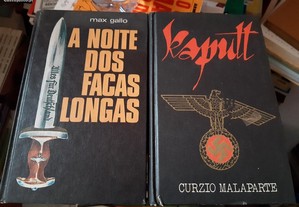 max gallo
A NOITE
DOS
FACAS
LONGAS
Kaputt
CURZIO MALAPARTE